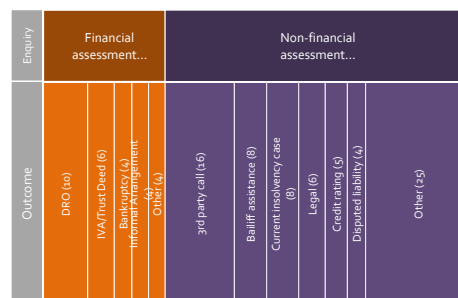 Enquiry
Financial
assessment...
Non-financial
assessment...
Outcome
DRO (10)
IVA/Trust Deed (6)
Bankruptcy (4)
Informal Arrangement
(4)
Other (4)
3rd party call (16)
Bailiff assistance (8)
Current insolvency case
(8)
Legal (6)
Credit rating (5)
Disputed liability (4)
Other (25)